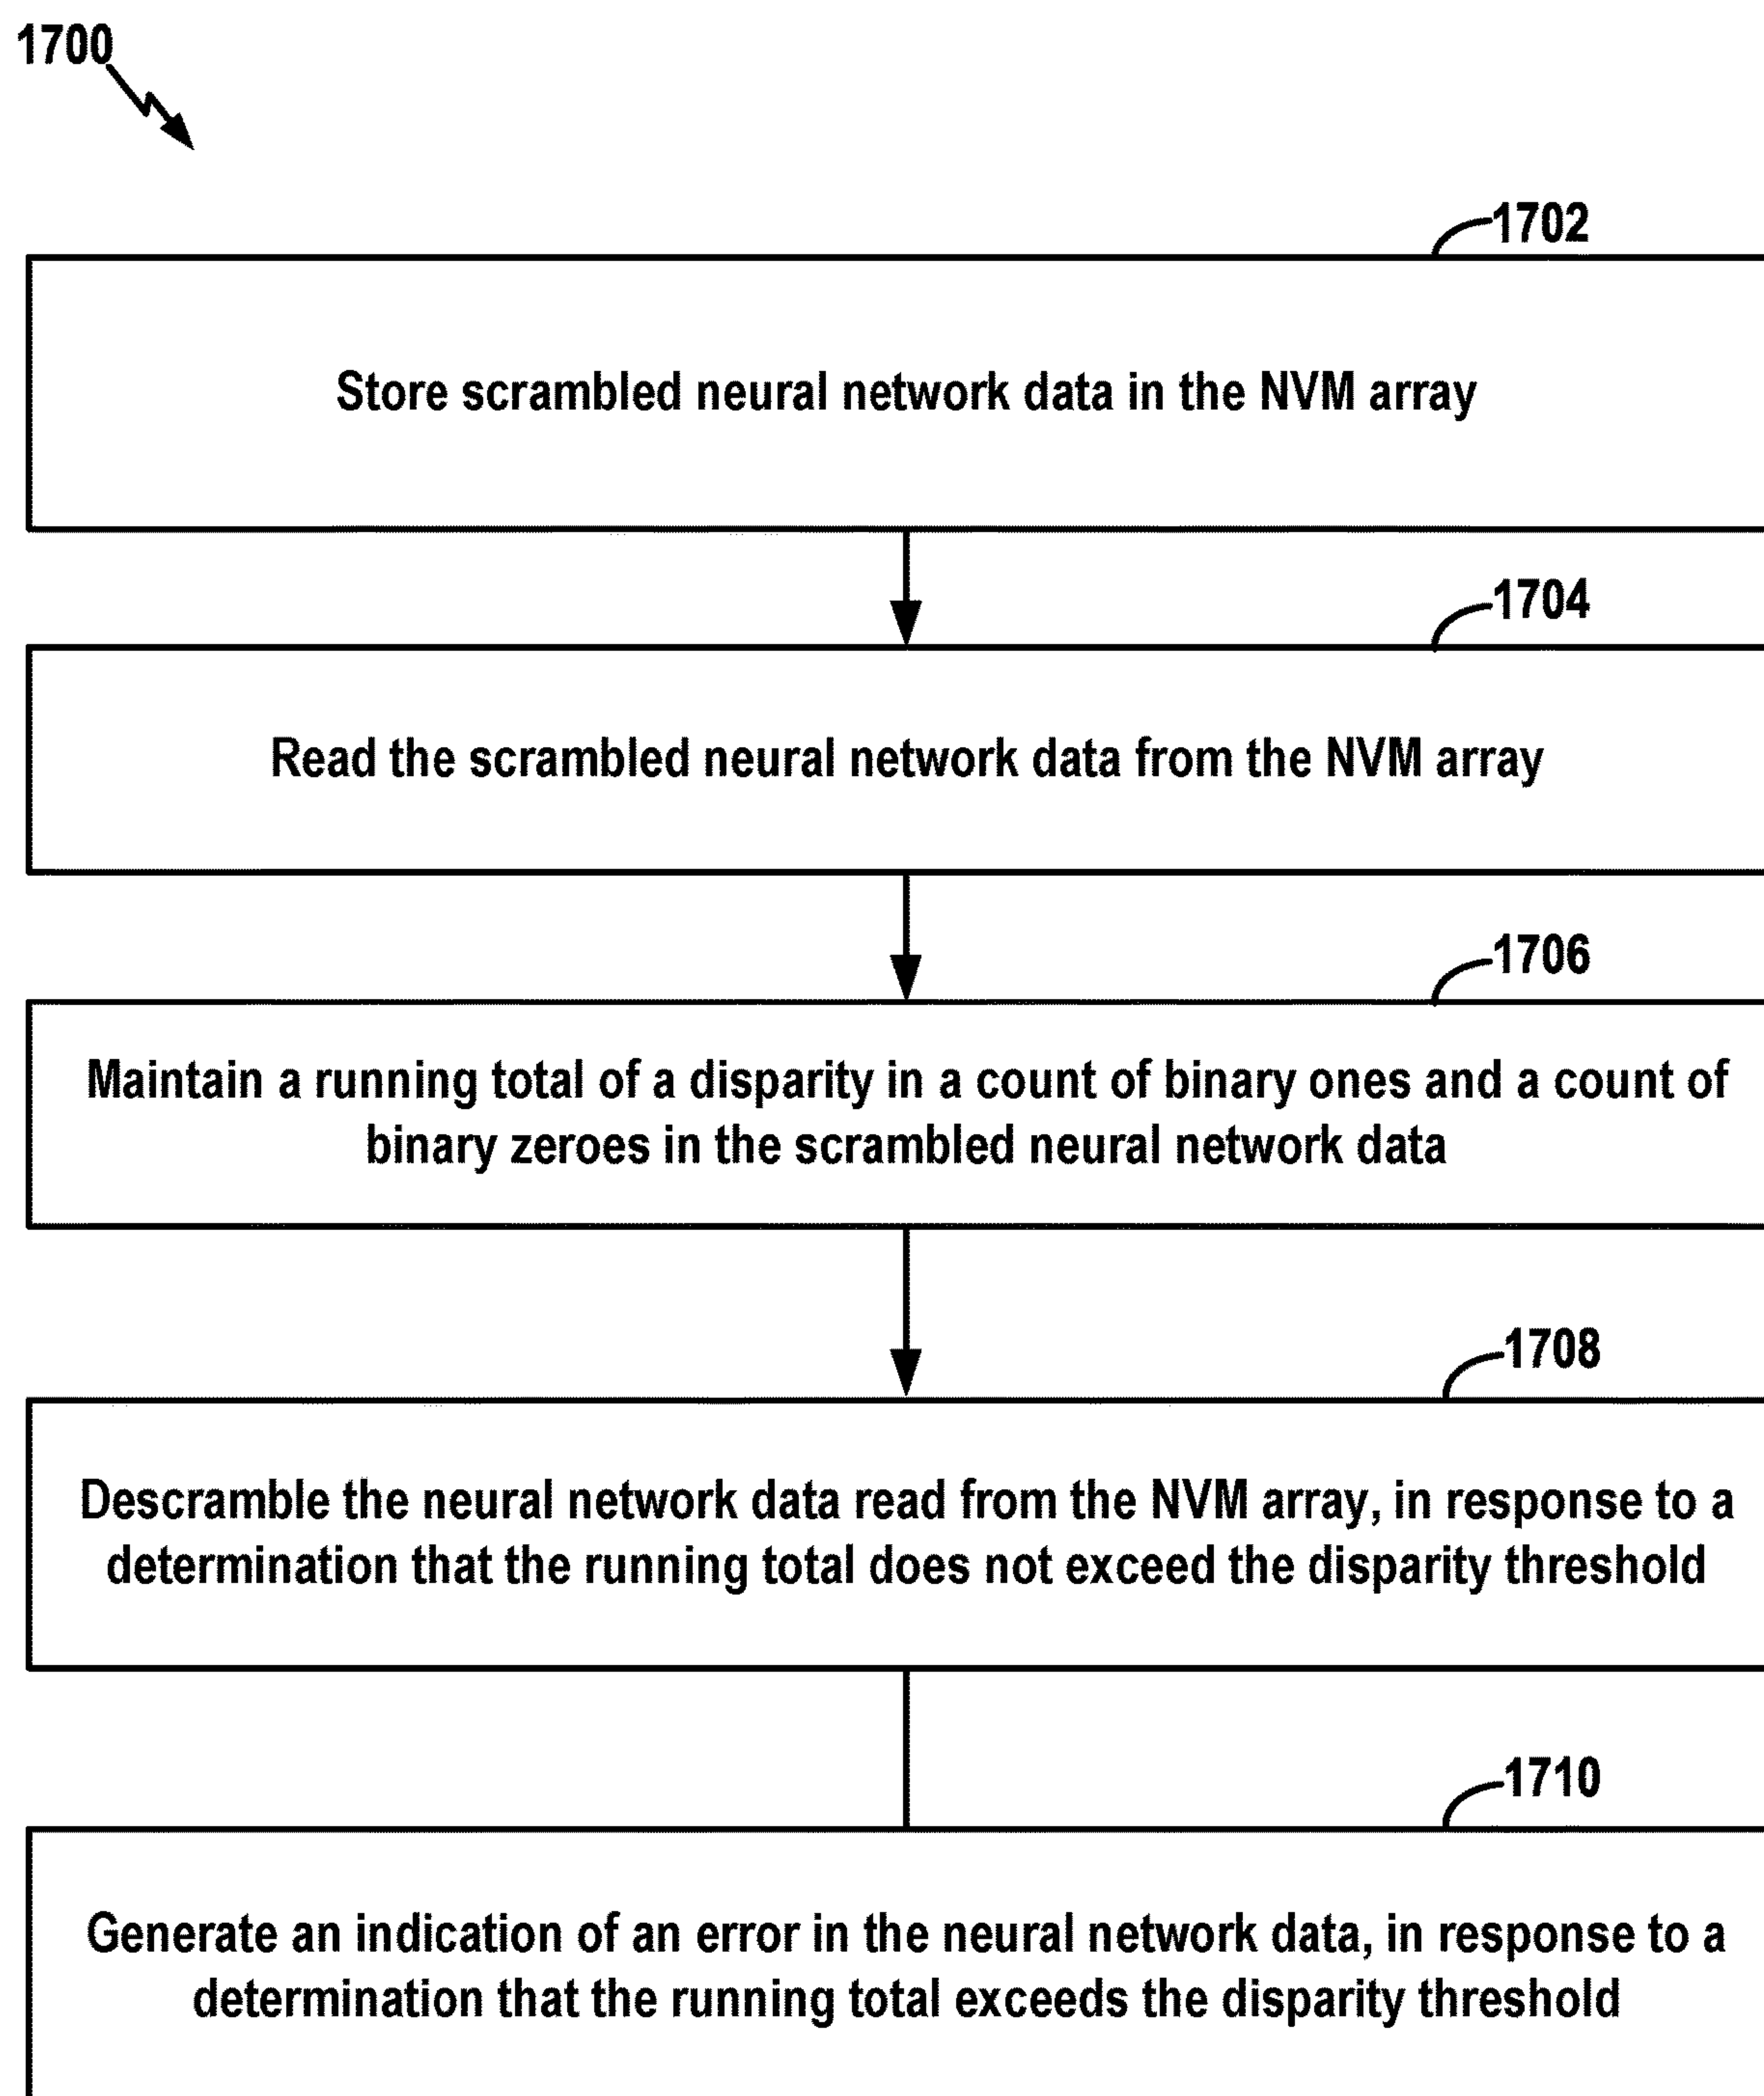 1700
1702
Store scrambled neural network data in the NVM array
1704
Read the scrambled neural network data from the NVM array
1706
Maintain a running total of a disparity in a count of binary ones and a count of
binary zeroes in the scrambled neural network data
1708
Descramble the neural network data read from the NVM array, in response to a
determination that the running total does not exceed the disparity threshold
1710
Generate an indication of an error in the neural network data, in response to a
determination that the running total exceeds the disparity threshold